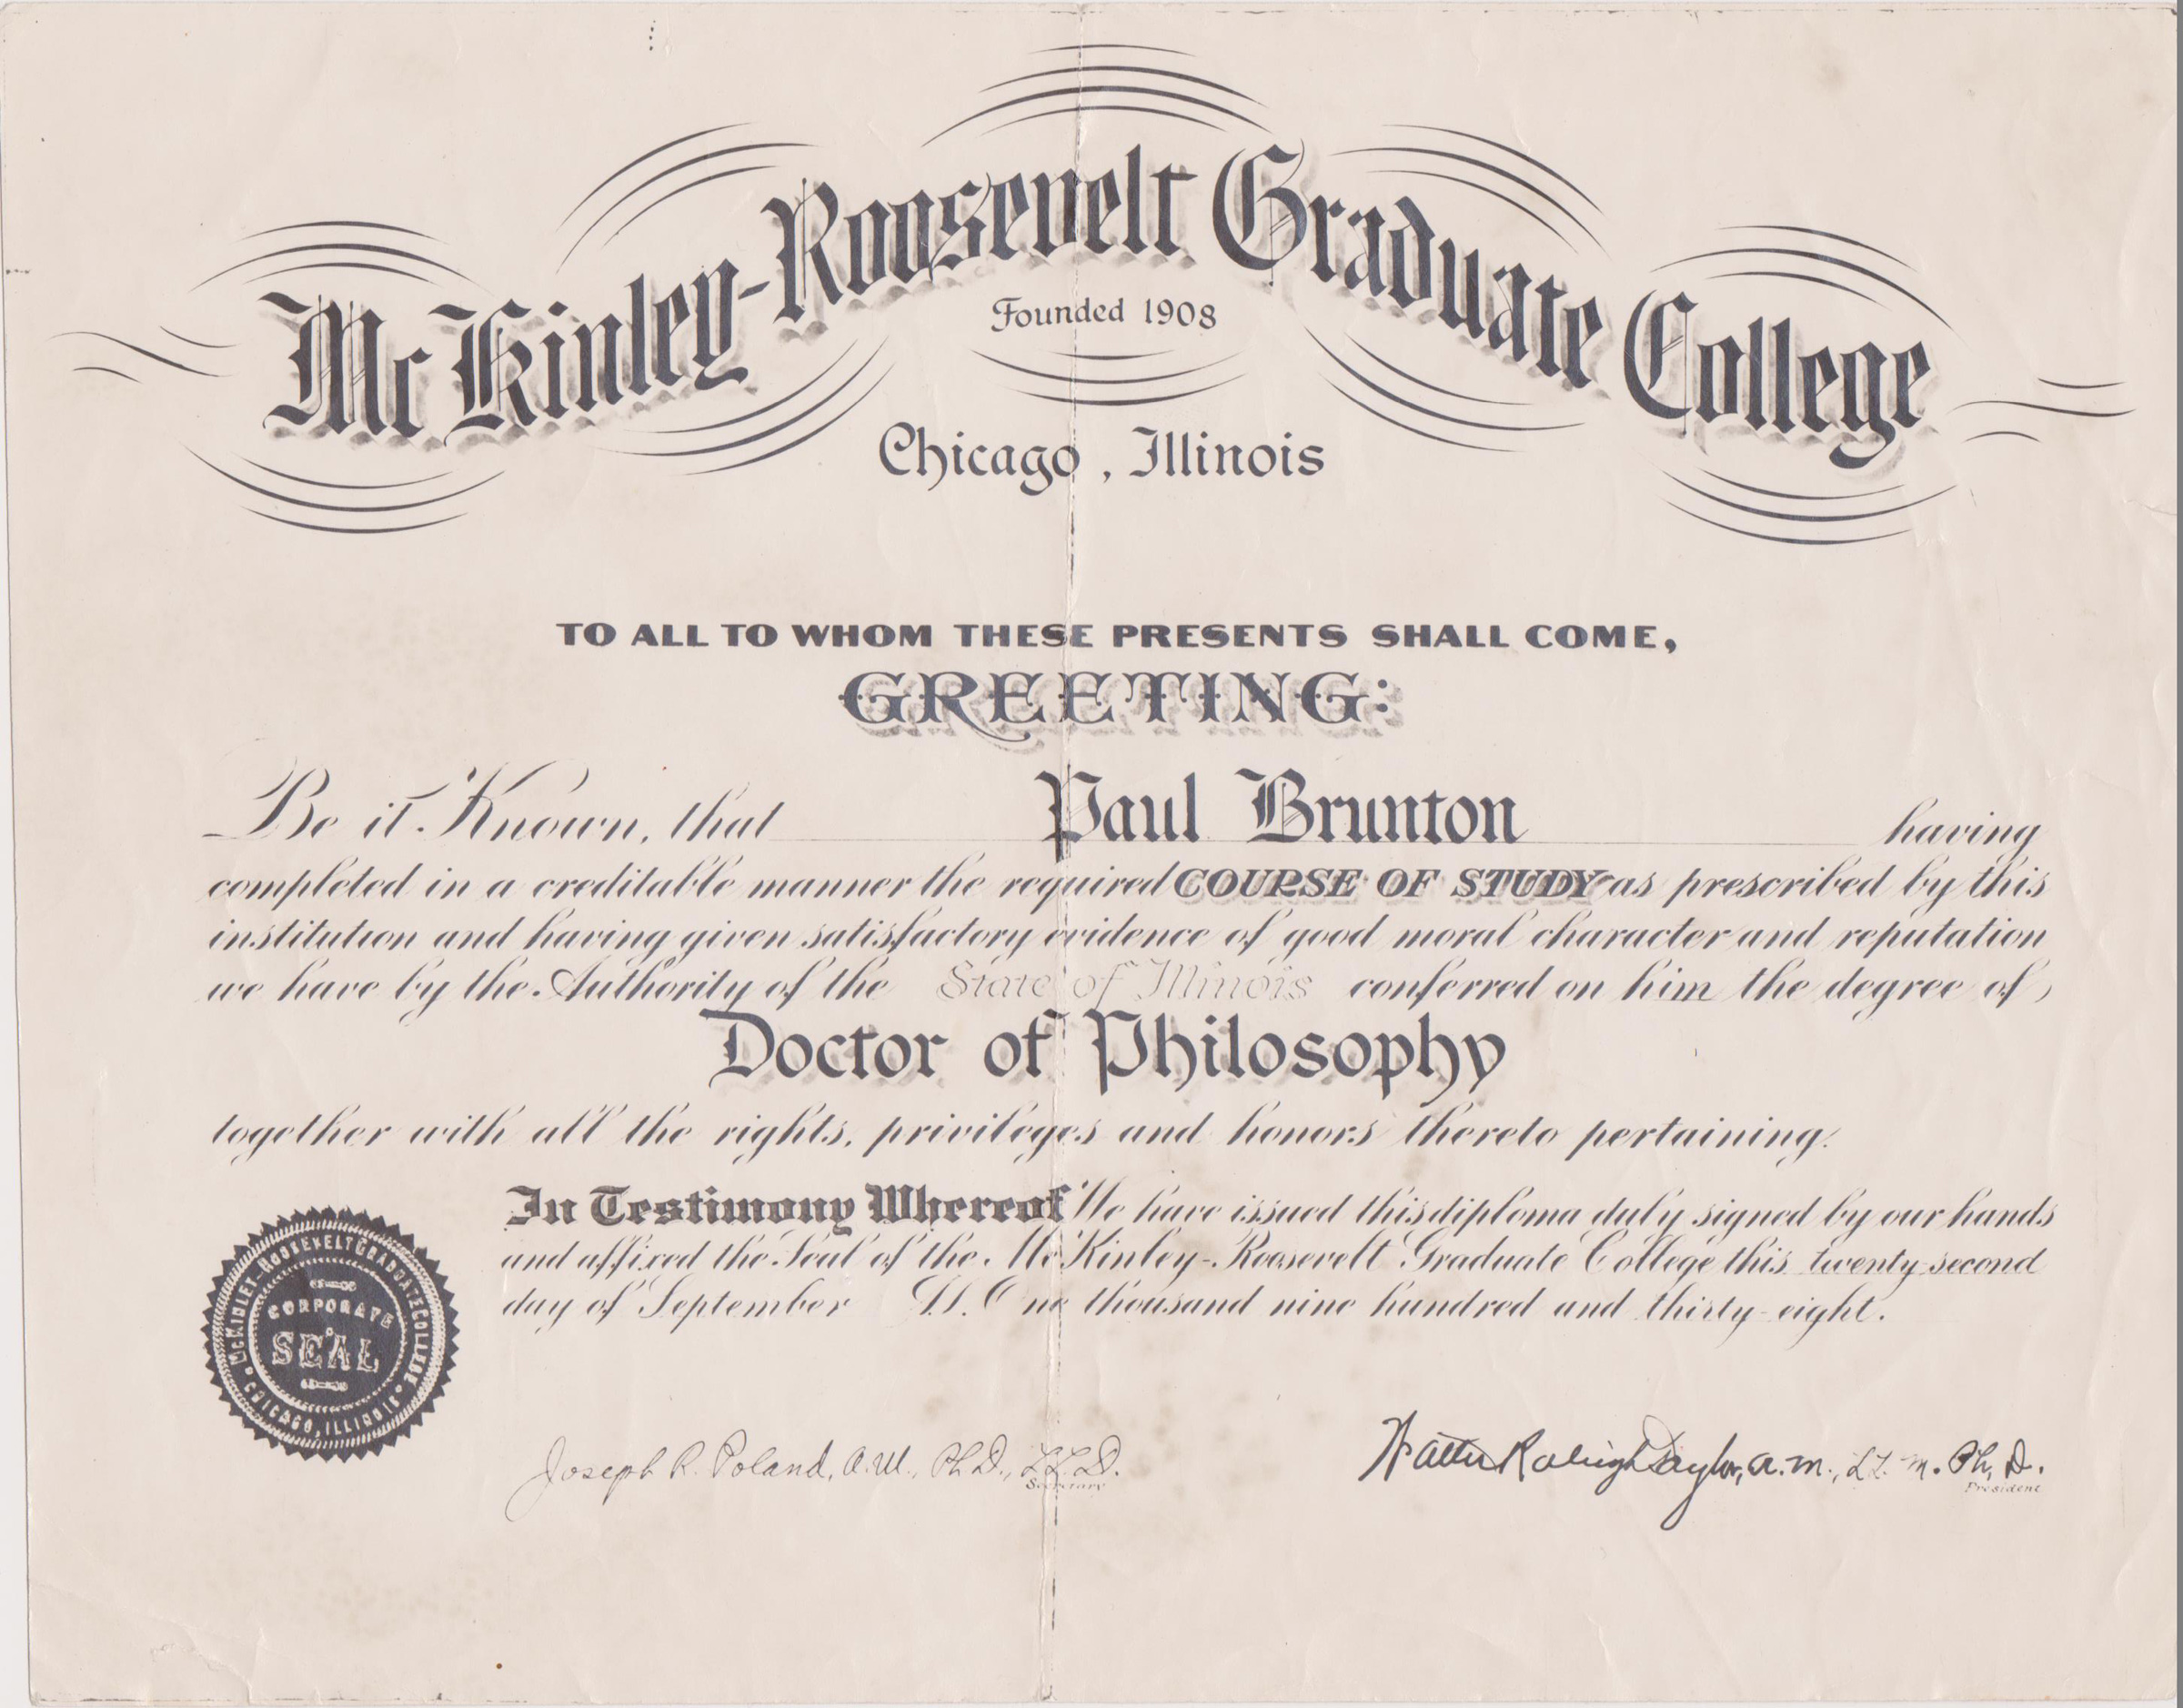 Mc Kinley-Roosevelt Graduate College
Founded 1908
Chicago, Illinois
TO ALL TO WHOM THESE PRESENTS SHALL COME,
GREETING:
Be it Known, that Paul Brunton having
completed in a creditable manner the required COURSE OF STUDY as prescribed by this
institution and having given satisfactory evidence of good moral character and reputation
we have by the Authority of the State of Illinois conferred on him the degree of
Doctor of Philosophy
together with all the rights, privileges and honors thereto pertaining.
In Testimony Whereof We have issued this diploma duly signed by our hands
and affixed the Seal of the McKinley-Roosevelt Graduate College this twenty-second
day of September A.D. One thousand nine hundred and thirty-eight.
McKINLEY-ROOSEVELT GRADUATE COLLEGE
CORPORATE
SEAL
CHICAGO, ILLINOIS
Joseph R. Poland, A.M., Ph.D., LL.D.
Secretary
Walter Raleigh Taylor, A.M., LL.M. Ph.D.
President